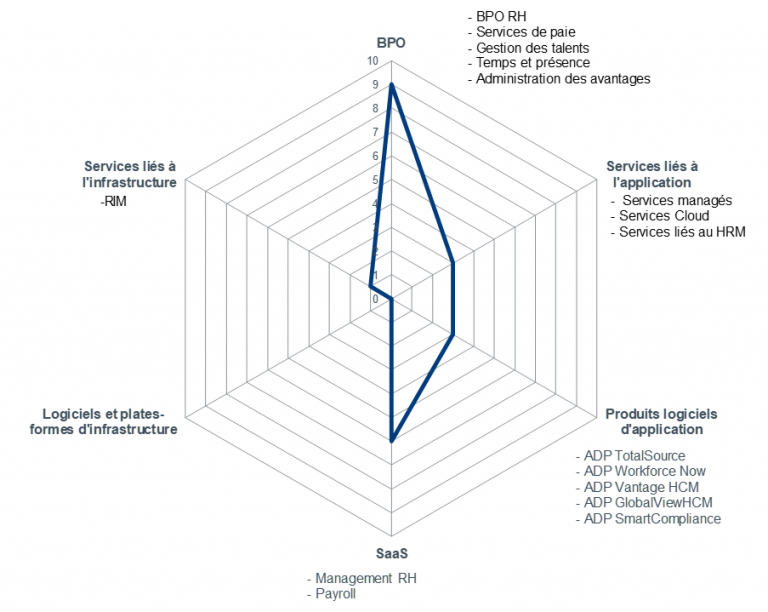 - BPO RH
- Services de paie
- Gestion des talents
- Temps et présence
- Administration des avantages
BPO
10
9
8
7
6
5
4
3
2
1
0
Services liés à
l'infrastructure
-RIM
Services liés à
l'application
- Services managés
- Services Cloud
- Services liés au HRM
Logiciels et plates-
formes d'infrastructure
Produits logiciels
d'application
- ADP TotalSource
- ADP Workforce Now
- ADP Vantage HCM
- ADP GlobalViewHCM
- ADP SmartCompliance
SaaS
- Management RH
- Payroll